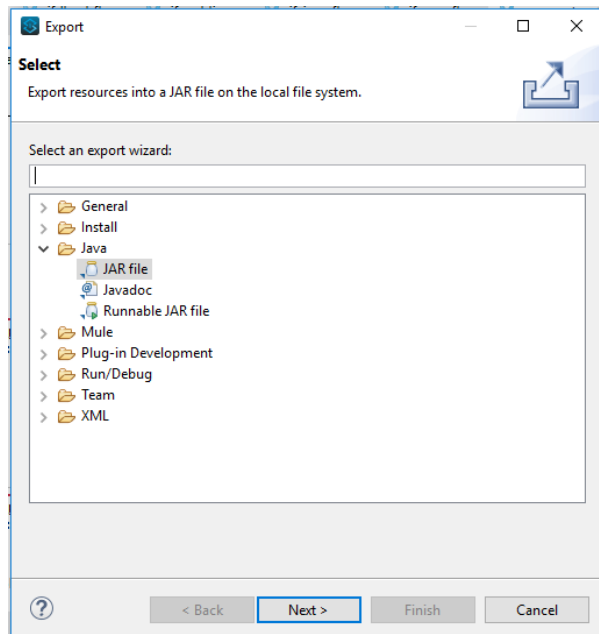 Export
Select
Export resources into a JAR file on the local file system.
Select an export wizard:
General
Install
Java
JAR file
Javadoc
Runnable JAR file
Mule
Plug-in Development
Run/Debug
Team
XML
< Back
Next >
Finish
Cancel